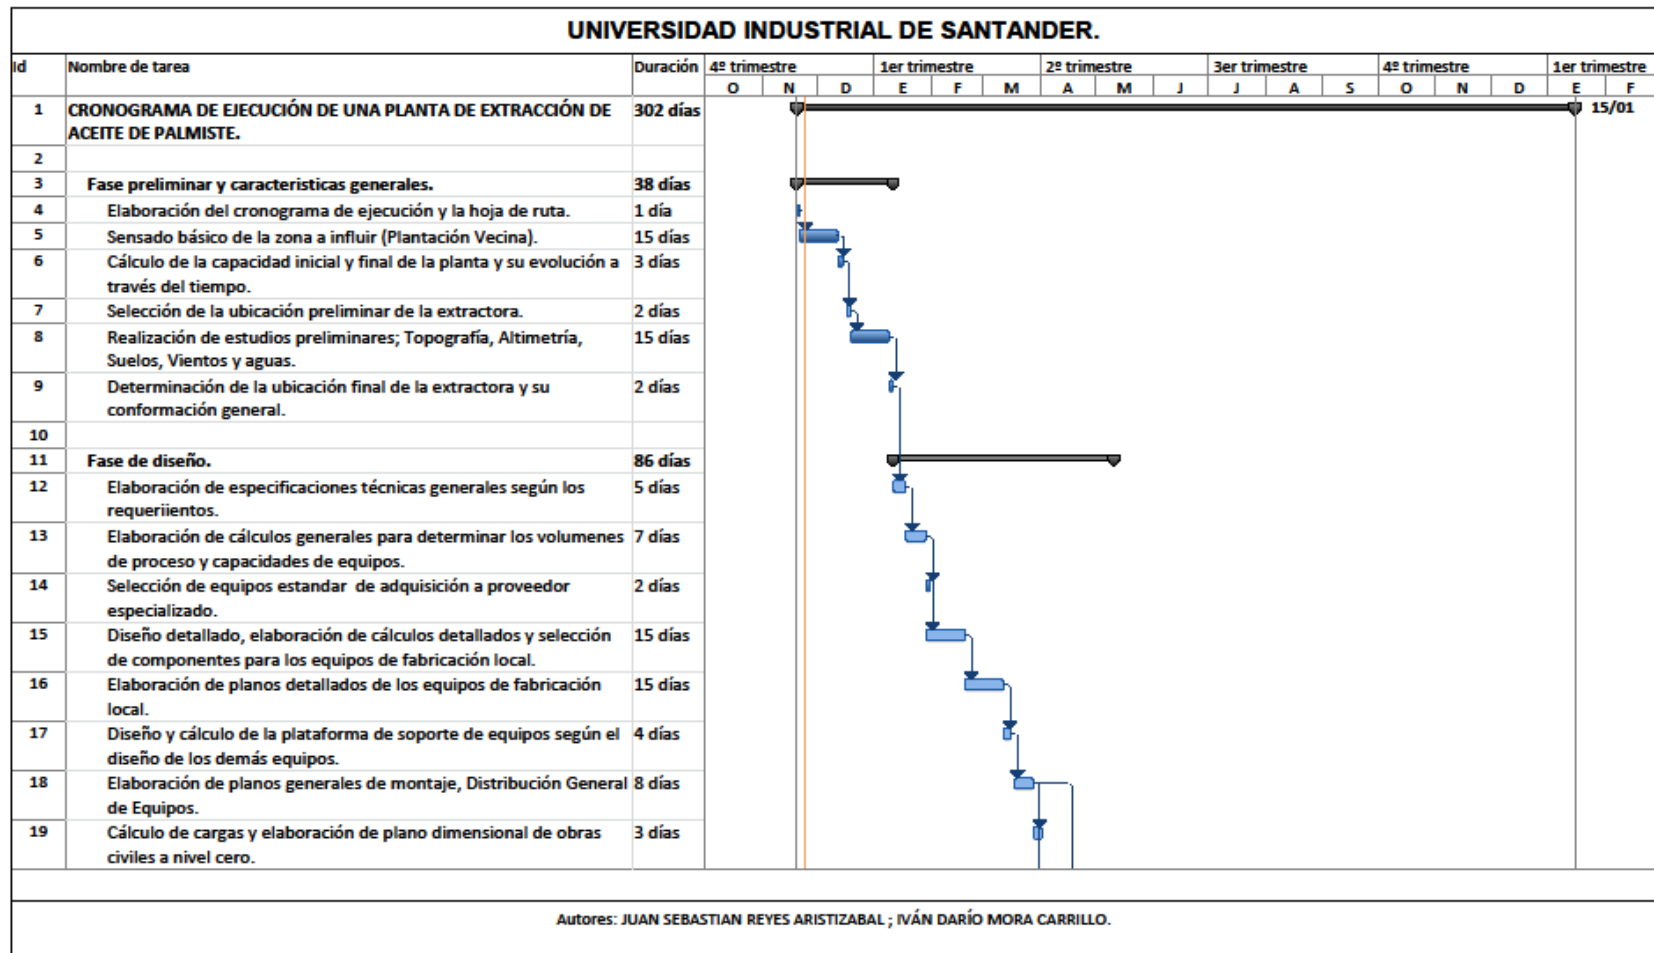 UNIVERSIDAD INDUSTRIAL DE SANTANDER.
Id Nombre de tarea Duración 4º trimestre 1er trimestre 2º trimestre 3er trimestre 4º trimestre 1er trimestre
O N D E F M A M J J A S O N D E F
1 CRONOGRAMA DE EJECUCIÓN DE UNA PLANTA DE EXTRACCIÓN DE 302 días 15/01
ACEITE DE PALMISTE.
2
3 Fase preliminar y caracteristicas generales. 38 días
4 Elaboración del cronograma de ejecución y la hoja de ruta. 1 día
5 Sensado básico de la zona a influir (Plantación Vecina). 15 días
6 Cálculo de la capacidad inicial y final de la planta y su evolución a 3 días
través del tiempo.
7 Selección de la ubicación preliminar de la extractora. 2 días
8 Realización de estudios preliminares; Topografía, Altimetría, 15 días
Suelos, Vientos y aguas.
9 Determinación de la ubicación final de la extractora y su 2 días
conformación general.
10
11 Fase de diseño. 86 días
12 Elaboración de especificaciones técnicas generales según los 5 días
requeriientos.
13 Elaboración de cálculos generales para determinar los volumenes 7 días
de proceso y capacidades de equipos.
14 Selección de equipos estandar de adquisición a proveedor 2 días
especializado.
15 Diseño detallado, elaboración de cálculos detallados y selección 15 días
de componentes para los equipos de fabricación local.
16 Elaboración de planos detallados de los equipos de fabricación 15 días
local.
17 Diseño y cálculo de la plataforma de soporte de equipos según el 4 días
diseño de los demás equipos.
18 Elaboración de planos generales de montaje, Distribución General 8 días
de Equipos.
19 Cálculo de cargas y elaboración de plano dimensional de obras 3 días
civiles a nivel cero.
Autores: JUAN SEBASTIAN REYES ARISTIZABAL ; IVÁN DARÍO MORA CARRILLO.